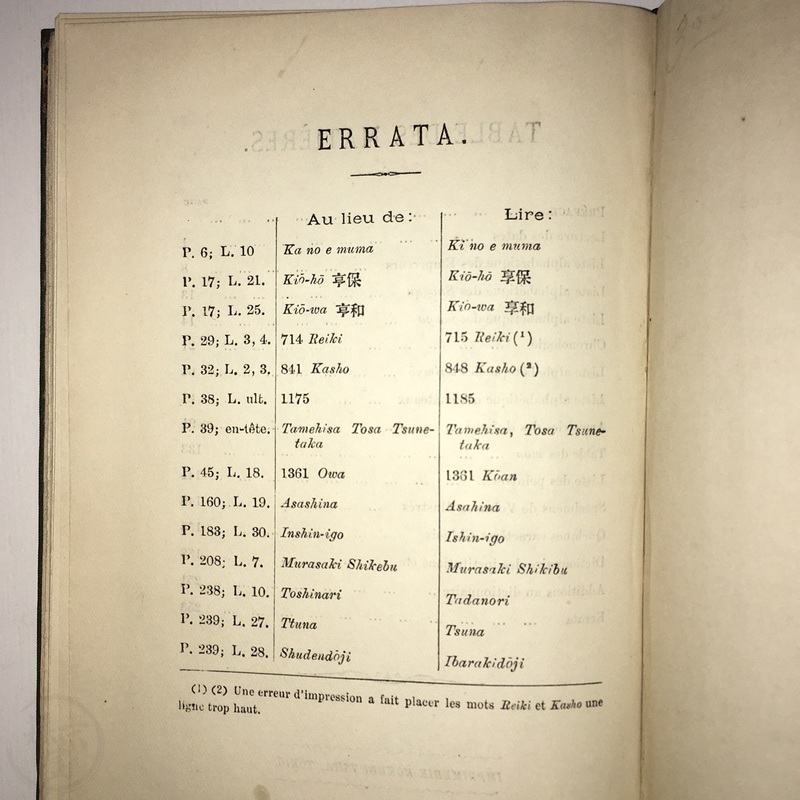 ERRATA.
Au lieu de: Lire:
P. 6; L. 10 Ka no e muma Ki no e muma
P. 17; L. 21. Kiō-hō 亨保 Kiō-hō 享保
P. 17; L. 25. Kiō-wa 亨和 Kiō-wa 享和
P. 29; L. 3, 4. 714 Reiki 715 Reiki (¹)
P. 32; L. 2, 3. 841 Kasho 848 Kasho (²)
P. 38; L. ult. 1175 1185
P. 39; en-tête. Tamehisa Tosa Tsune- Tamehisa, Tosa Tsune-
taka taka
P. 45; L. 18. 1361 Owa 1361 Kōan
P. 160; L. 19. Asashina Asahina
P. 183; L. 30. Inshin-igo Ishin-igo
P. 208; L. 7. Murasaki Shikebu Murasaki Shikibu
P. 238; L. 10. Toshinari Tadanori
P. 239; L. 27. Ttuna Tsuna
P. 239; L. 28. Shudendōji Ibarakidōji
(1) (2) Une erreur d'impression a fait placer les mots Reiki et Kasho une
ligne trop haut.